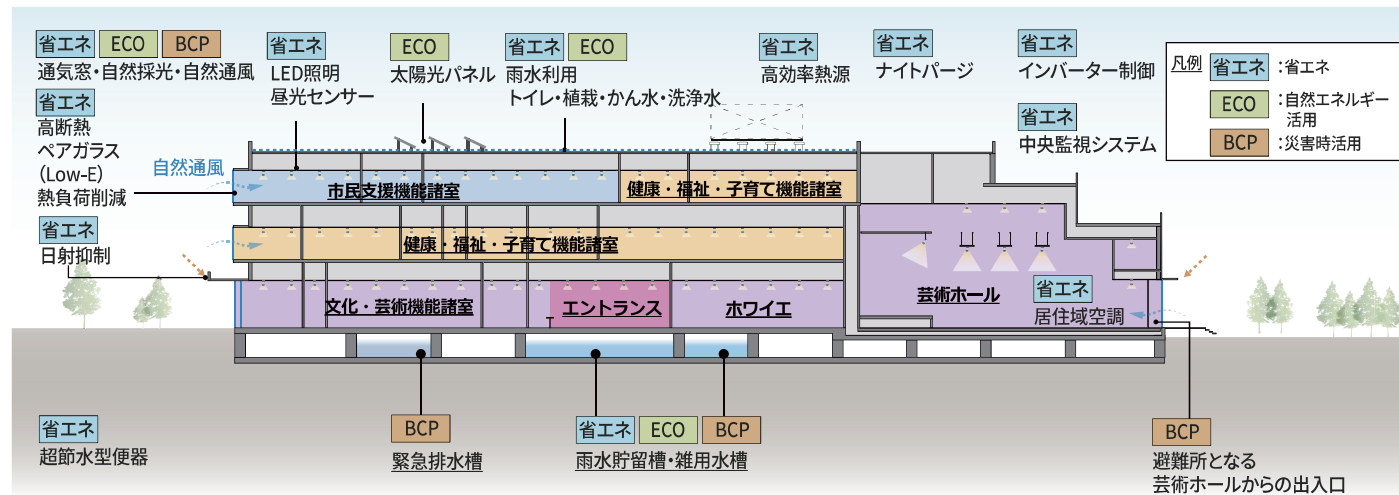 省エネ ECO BCP
通気窓・自然採光・自然通風
省エネ
高断熱
ペアガラス
（Low-E）
熱負荷削減
省エネ
日射抑制
自然通風
省エネ
LED照明
昼光センサー
ECO
太陽光パネル
省エネ ECO
雨水利用
トイレ・植栽・かん水・洗浄水
省エネ
高効率熱源
省エネ
ナイトパージ
省エネ
インバーター制御
省エネ
中央監視システム
凡例
省エネ ：省エネ
ECO ：自然エネルギー
活用
BCP ：災害時活用
市民支援機能諸室
健康・福祉・子育て機能諸室
健康・福祉・子育て機能諸室
文化・芸術機能諸室
エントランス
ホワイエ
芸術ホール
省エネ
居住域空調
省エネ
超節水型便器
BCP
緊急排水槽
省エネ ECO BCP
雨水貯留槽・雑用水槽
BCP
避難所となる
芸術ホールからの出入口